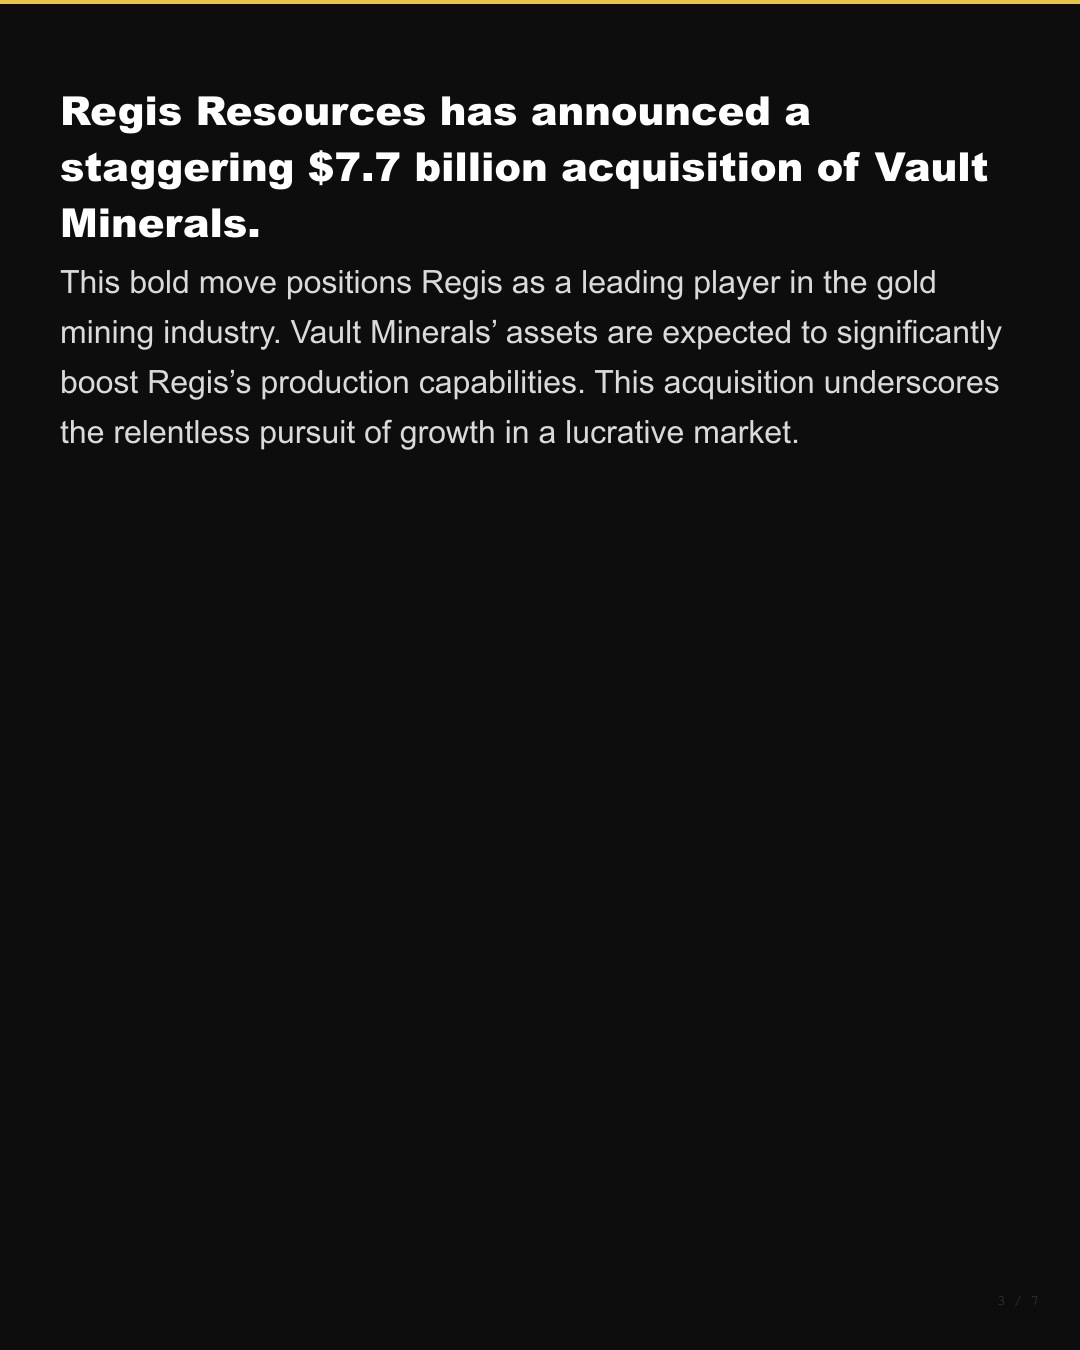 Regis Resources has announced a
staggering $7.7 billion acquisition of Vault
Minerals.
This bold move positions Regis as a leading player in the gold
mining industry. Vault Minerals’ assets are expected to significantly
boost Regis’s production capabilities. This acquisition underscores
the relentless pursuit of growth in a lucrative market.
3 / 7